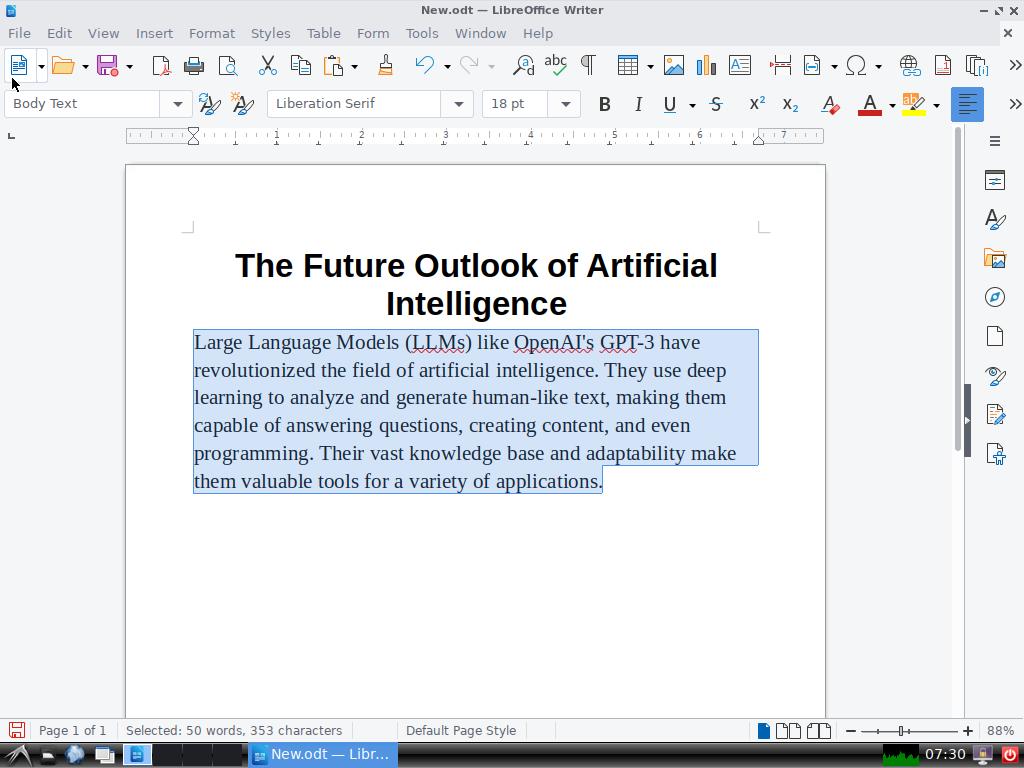 New.odt — LibreOffice Writer
File Edit View Insert Format Styles Table Form Tools Window Help
Body Text Liberation Serif 18 pt
1 2 3 4 5 6 7
The Future Outlook of Artificial
Intelligence
Large Language Models (LLMs) like OpenAI's GPT-3 have
revolutionized the field of artificial intelligence. They use deep
learning to analyze and generate human-like text, making them
capable of answering questions, creating content, and even
programming. Their vast knowledge base and adaptability make
them valuable tools for a variety of applications.
Page 1 of 1 Selected: 50 words, 353 characters Default Page Style 88%
New.odt — Libr... 07:30